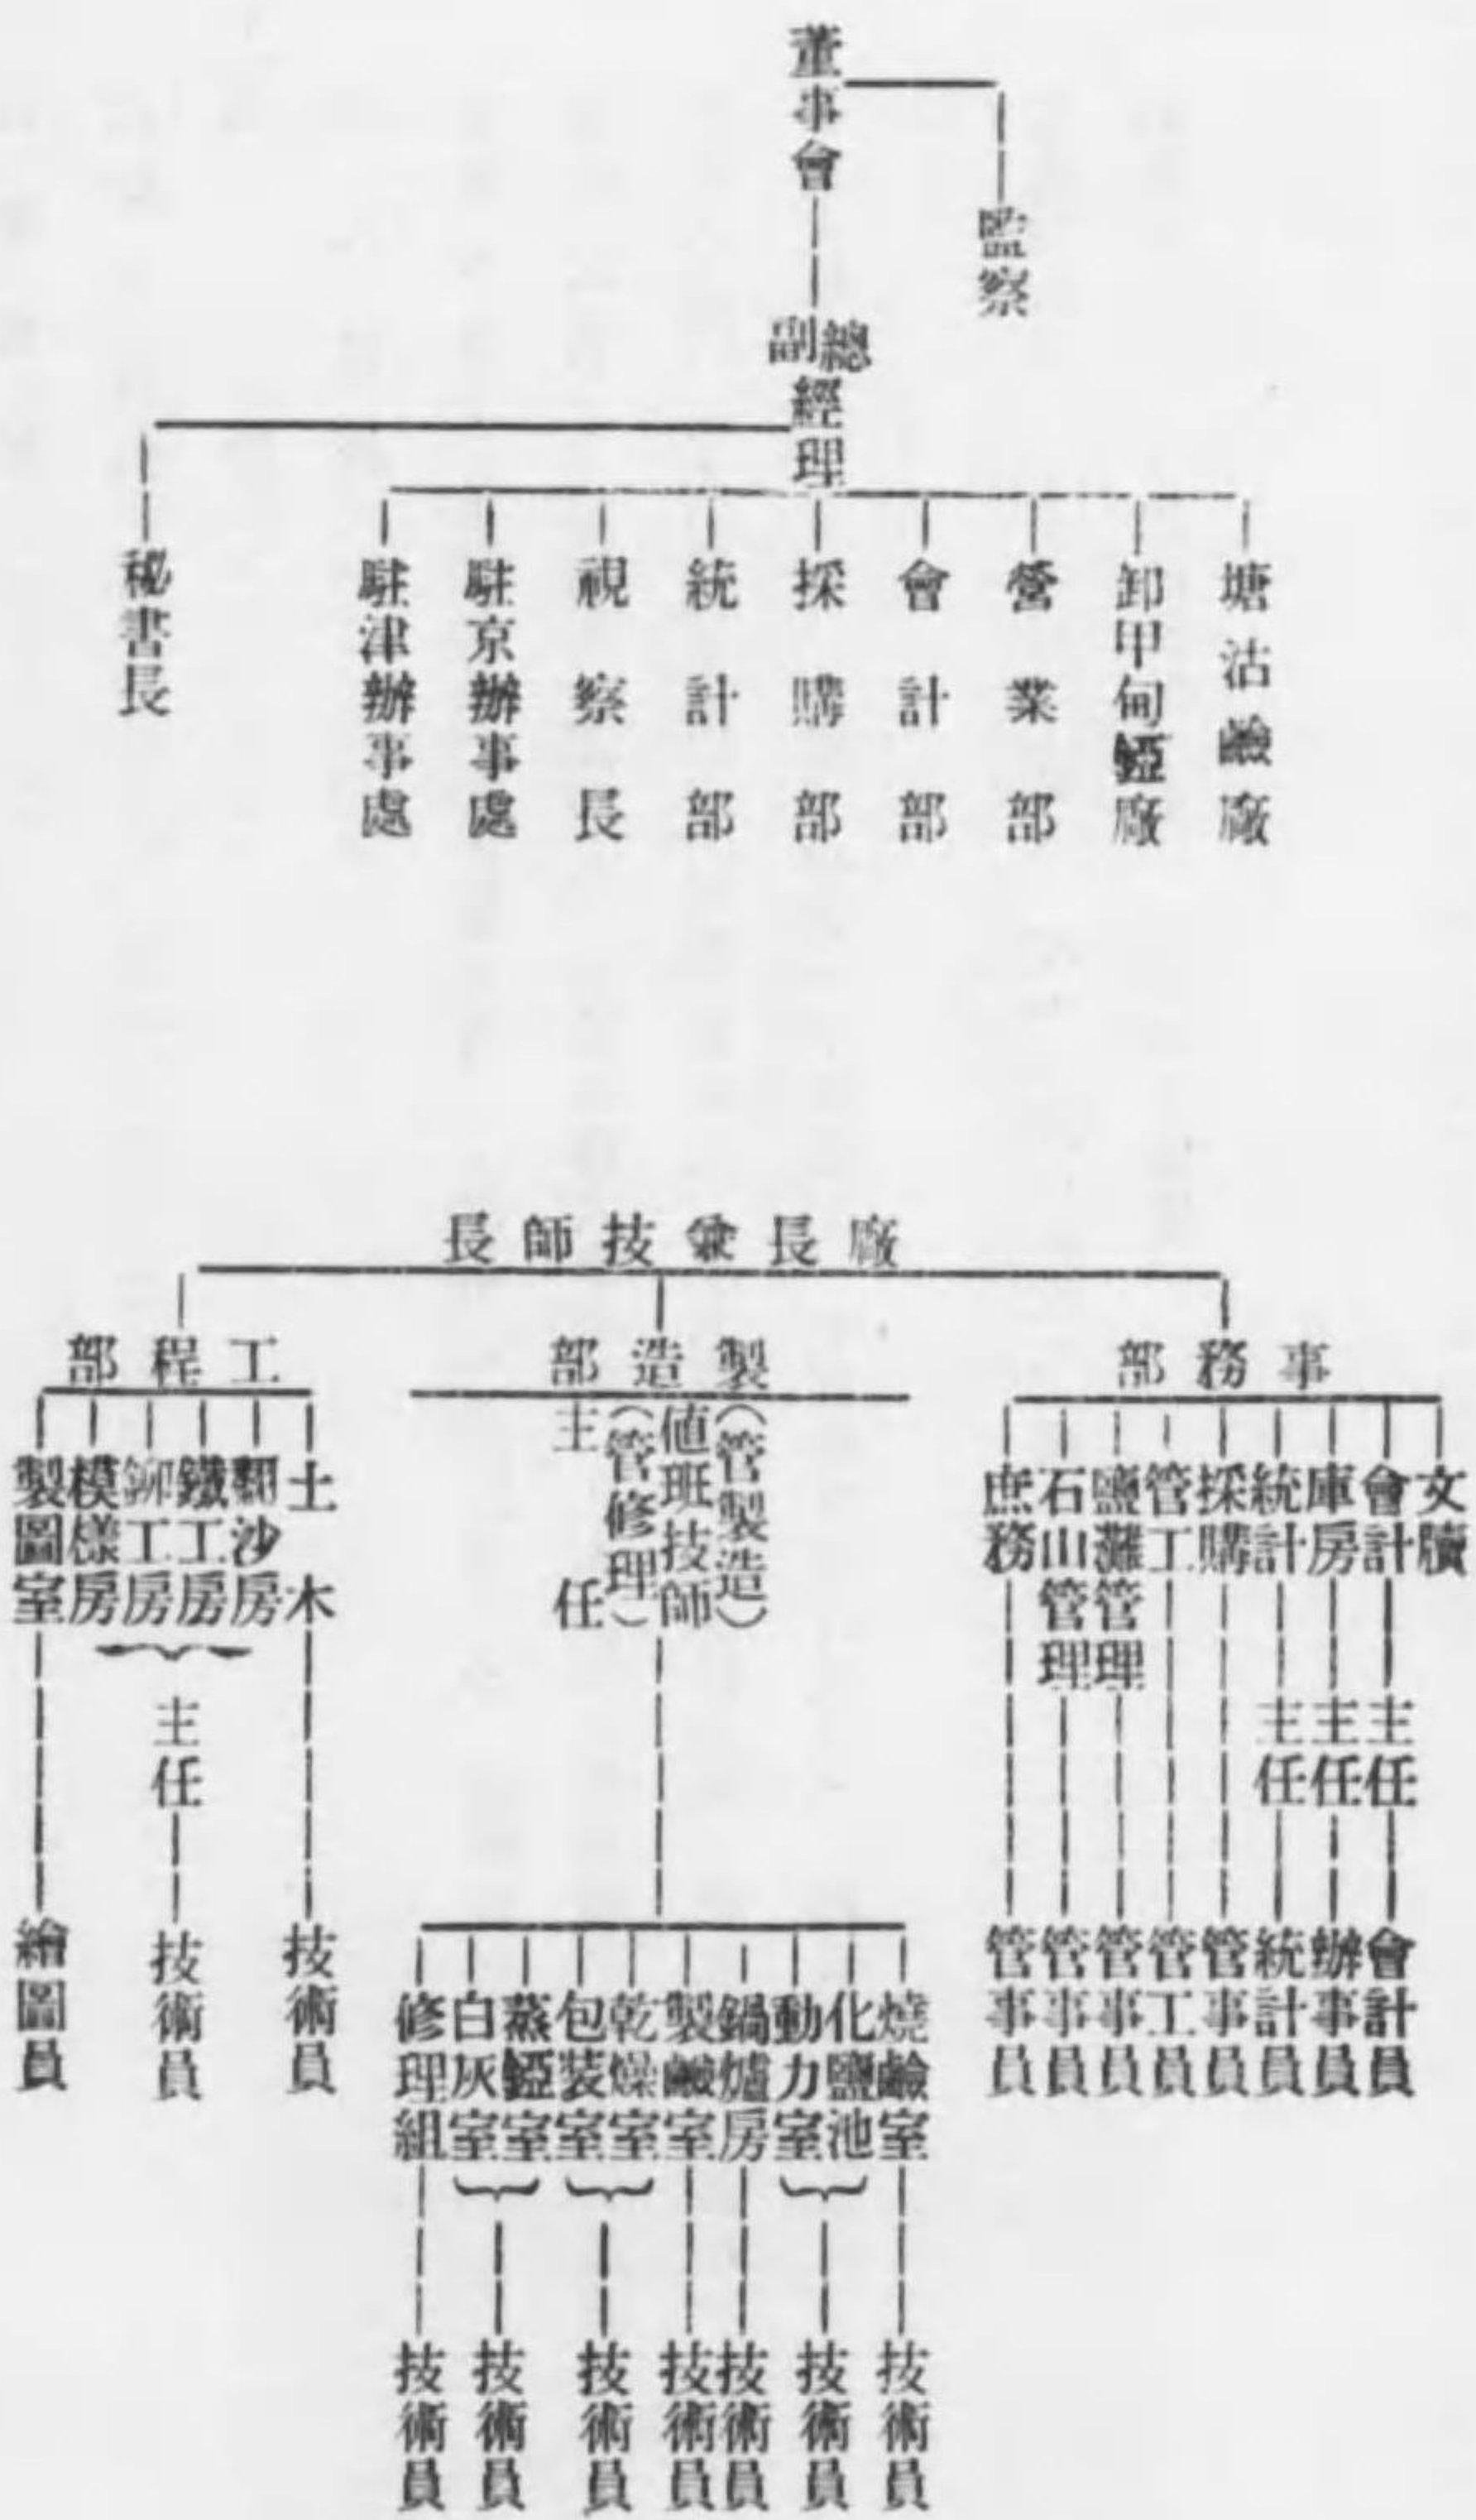 董事會
監察
總副經理
秘書長
塘沽鹼廠
卸甲甸錏廠
營業部
會計部
採購部
統計部
視察長
駐京辦事處
駐津辦事處
廠長兼技師長
事務部
文牘
會計
主任
會計員
庫房
主任
辦事員
統計
主任
統計員
採購
管事員
管工
管工員
鹽灘管理
管事員
石山管理
管事員
庶務
管事員
製造部
(管製造)
值班技師
(管修理)
主任
燒鹼室
技術員
化鹽池
動力室
技術員
鍋爐房
技術員
製鹼室
技術員
乾燥室
包裝室
技術員
蒸錏室
白灰室
技術員
修理組
技術員
工程部
土木
技術員
翻沙房
鐵工房
鉚工房
模樣房
主任
技術員
製圖室
繪圖員